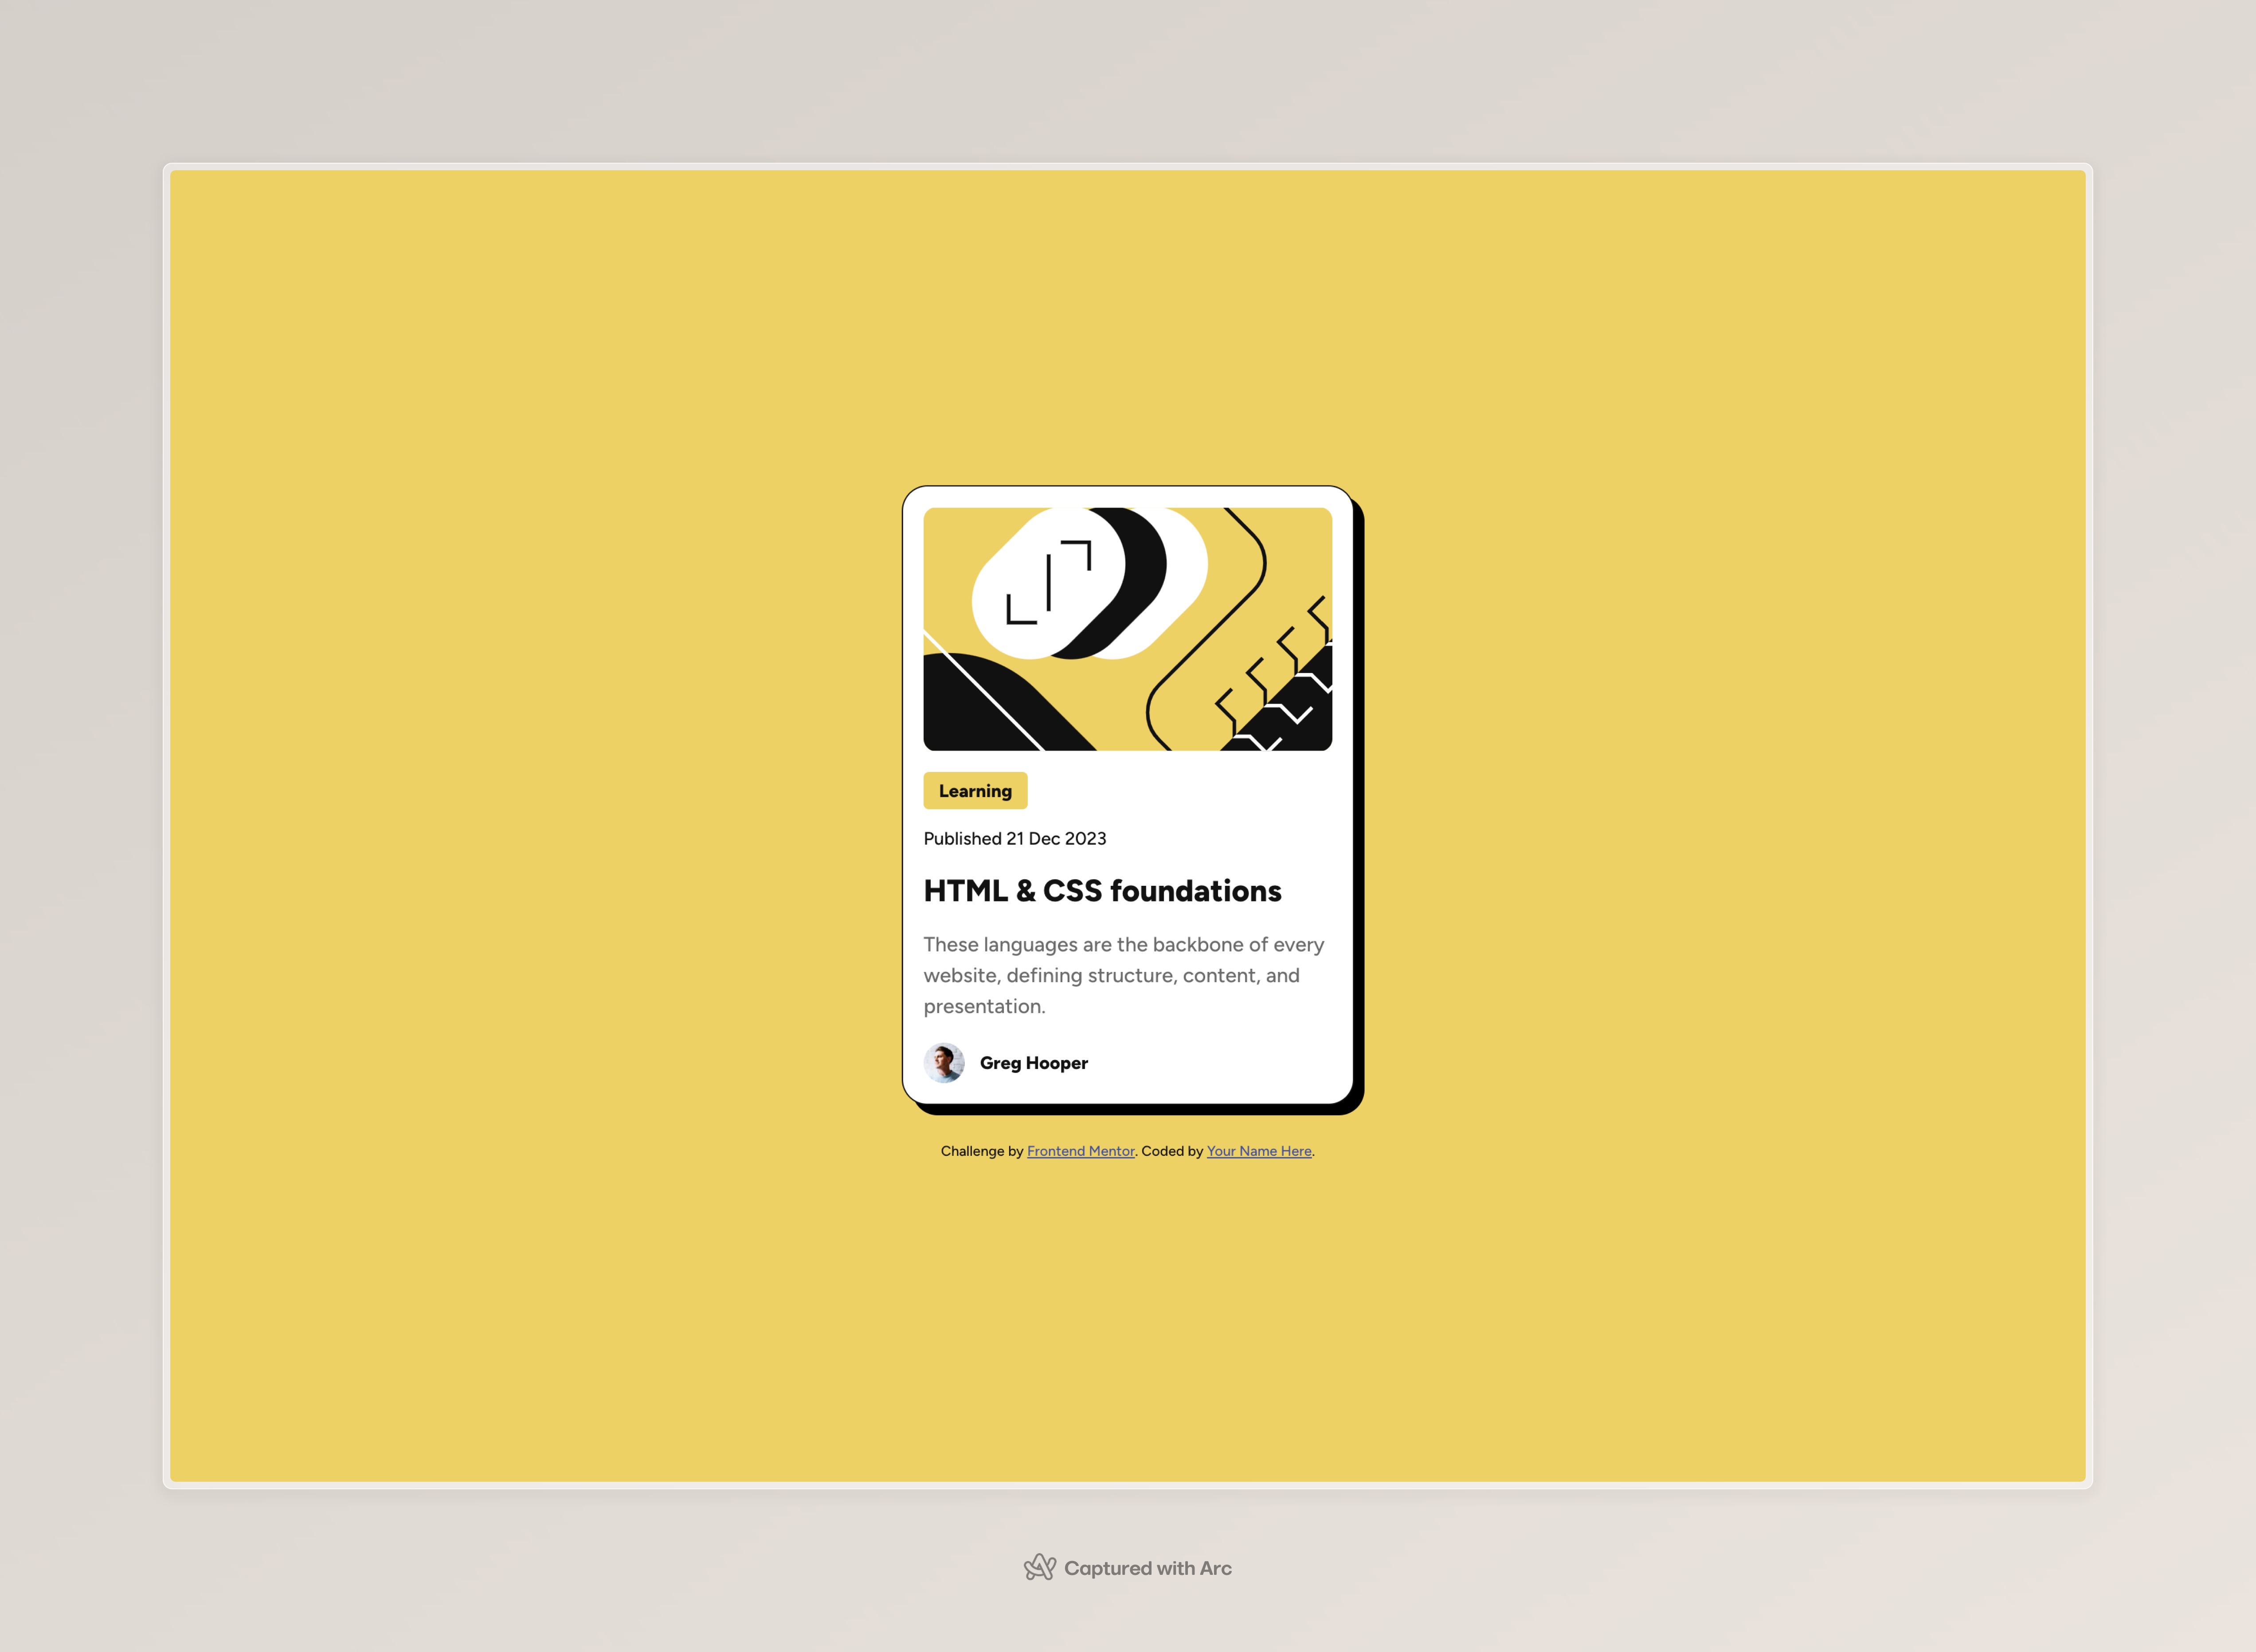 Learning
Published 21 Dec 2023
HTML & CSS foundations
These languages are the backbone of every
website, defining structure, content, and
presentation.
Greg Hooper
Challenge by Frontend Mentor. Coded by Your Name Here.
Captured with Arc